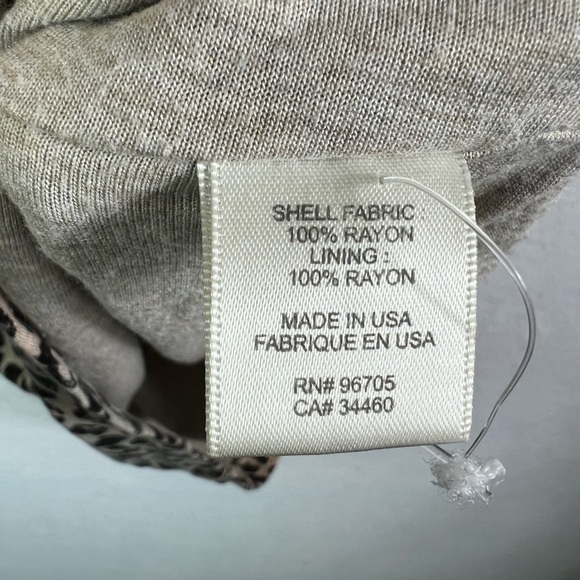 SHELL FABRIC :
100% RAYON
LINING :
100% RAYON
MADE IN USA
FABRIQUE EN USA
RN# 96705
CA# 34460